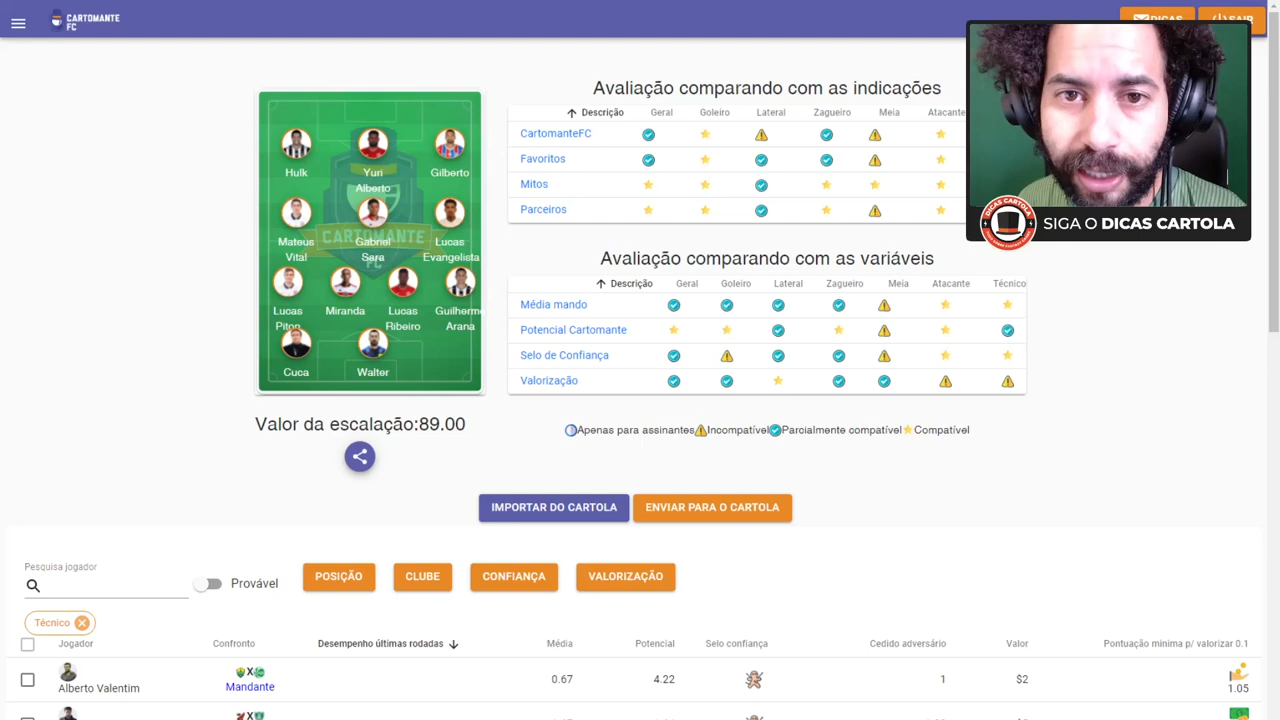 CARTOMANTE
FC
DICAS
SAIR
Hulk
Yuri
Alberto
Gilberto
Mateus
Vital
Gabriel
Sara
Lucas
Evangelista
Lucas
Piton
Miranda
Lucas
Ribeiro
Guilherme
Arana
Cuca
Walter
CARTOMANTE
FC
Valor da escalação:89.00
Avaliação comparando com as indicações
Descrição Geral Goleiro Lateral Zagueiro Meia Atacante
CartomanteFC
Favoritos
Mitos
Parceiros
DICAS CARTOLA
SIGA O DICAS CARTOLA
Avaliação comparando com as variáveis
Descrição Geral Goleiro Lateral Zagueiro Meia Atacante Técnico
Média mando
Potencial Cartomante
Selo de Confiança
Valorização
Apenas para assinantes Incompatível Parcialmente compatível Compatível
IMPORTAR DO CARTOLA
ENVIAR PARA O CARTOLA
Pesquisa jogador
Provável
POSIÇÃO
CLUBE
CONFIANÇA
VALORIZAÇÃO
Técnico
Jogador Confronto Desempenho últimas rodadas Média Potencial Selo confiança Cedido adversário Valor Pontuação minima p/ valorizar 0.1
Alberto Valentim X Mandante 0.67 4.22 1 $2 1.05